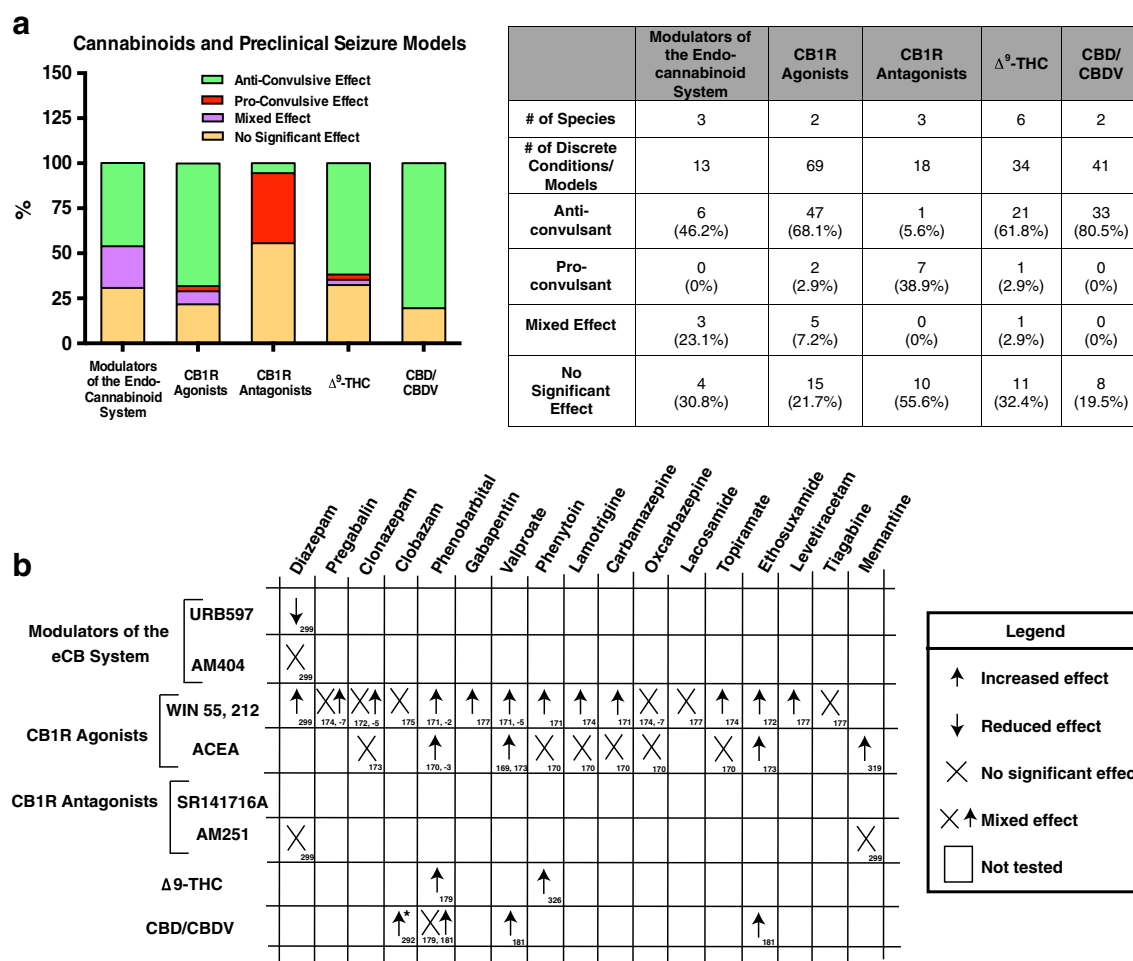 a
Cannabinoids and Preclinical Seizure Models
150
125
100
75
50
25
0
%
Anti-Convulsive Effect
Pro-Convulsive Effect
Mixed Effect
No Significant Effect
Modulators
of the Endo-
Cannabinoid
System
CB1R
Agonists
CB1R
Antagonists
Δ⁹-THC
CBD/
CBDV
Modulators of
the Endo-
cannabinoid
System
CB1R
Agonists
CB1R
Antagonists
Δ⁹-THC
CBD/
CBDV
# of Species
3 2 3 6 2
# of Discrete
Conditions/
Models
13 69 18 34 41
Anti-
convulsant
6 47 1 21 33
(46.2%) (68.1%) (5.6%) (61.8%) (80.5%)
Pro-
convulsant
0 2 7 1 0
(0%) (2.9%) (38.9%) (2.9%) (0%)
Mixed Effect
3 5 0 1 0
(23.1%) (7.2%) (0%) (2.9%) (0%)
No
Significant
Effect
4 15 10 11 8
(30.8%) (21.7%) (55.6%) (32.4%) (19.5%)
b
Diazepam
Pregabalin
Clonazepam
Clobazam
Phenobarbital
Gabapentin
Valproate
Phenytoin
Lamotrigine
Carbamazepine
Oxcarbazepine
Lacosamide
Topiramate
Ethosuxamide
Levetiracetam
Tiagabine
Memantine
Modulators of the
eCB System
URB597
299
AM404
299
CB1R Agonists
WIN 55, 212
299 174, -7 172, -5 175 171, -2 177 171, -5 171 174 171 174, -7 177 174 172 177 177
ACEA
173 170, -3 169, 173 170 170 170 170 170 173 319
CB1R Antagonists
SR141716A
AM251
299 299
Δ9-THC
179 326
CBD/CBDV
* 292 179, 181 181 181
Legend
Increased effect
Reduced effect
No significant effec
Mixed effect
Not tested